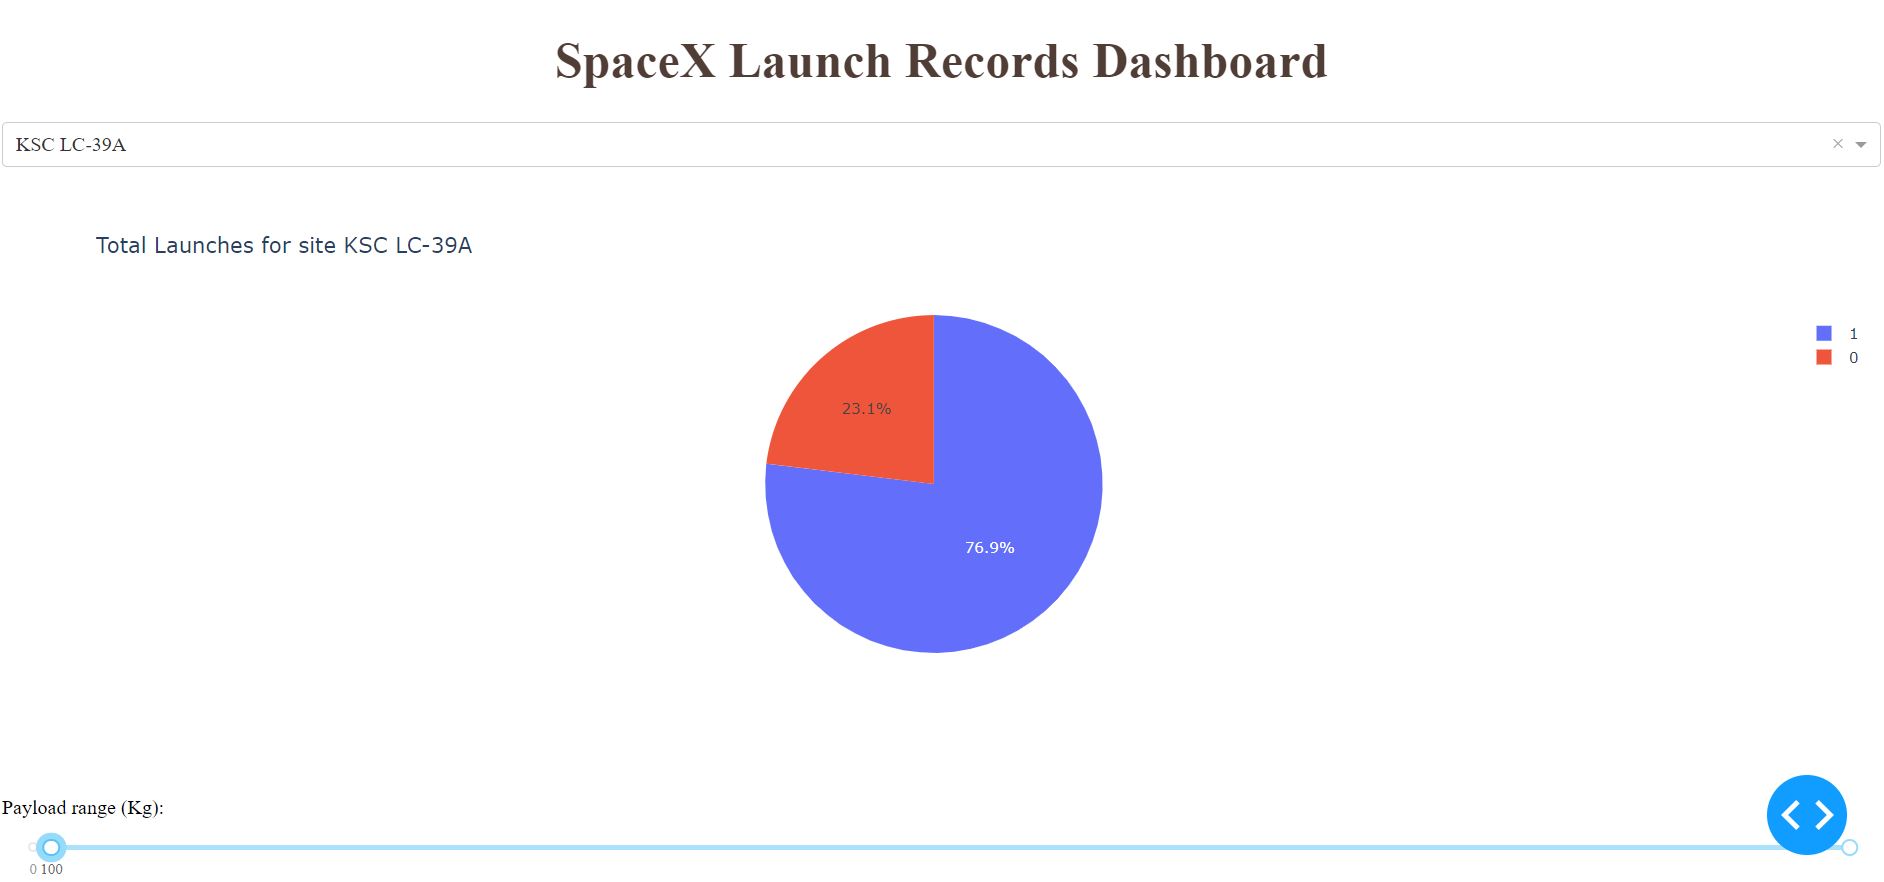 SpaceX Launch Records Dashboard
KSC LC-39A
Total Launches for site KSC LC-39A
1
0
23.1%
76.9%
Payload range (Kg):
0 100